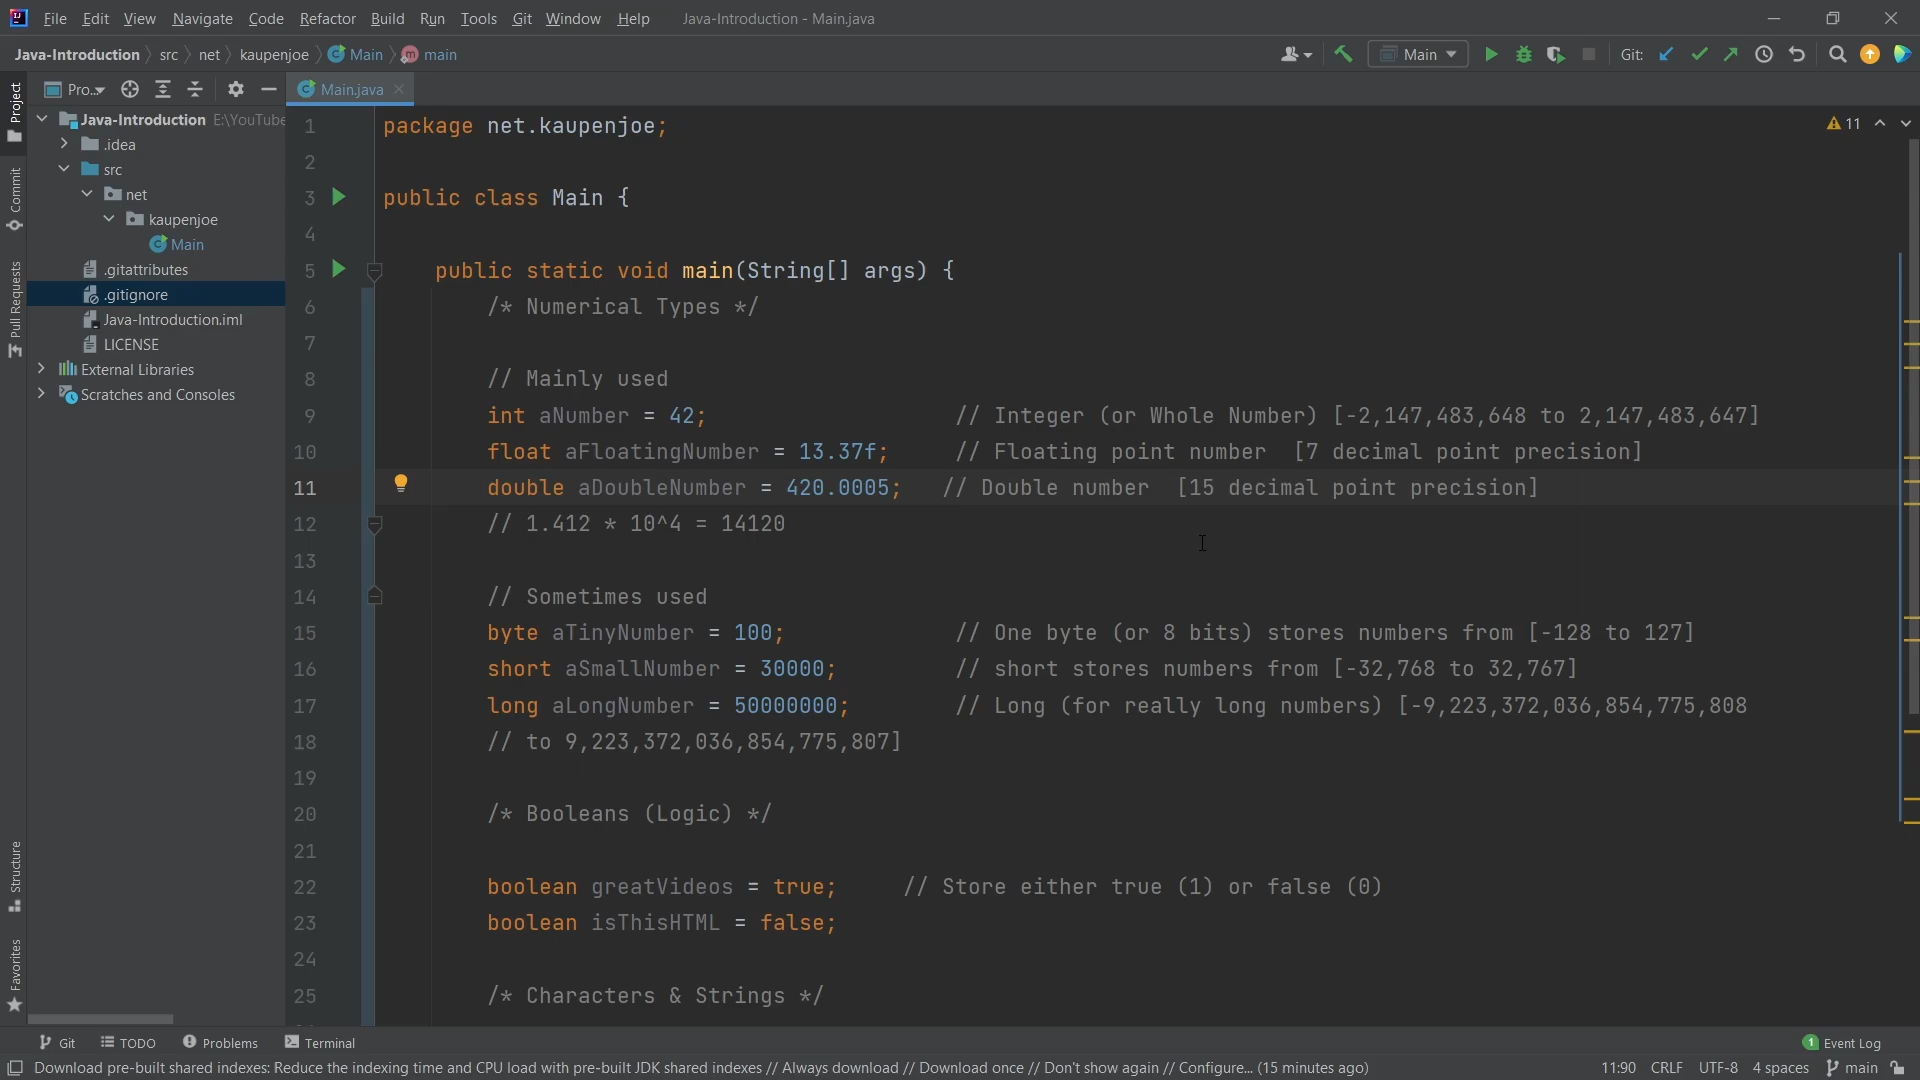 File Edit View Navigate Code Refactor Build Run Tools Git Window Help Java-Introduction - Main.java
Java-Introduction src net kaupenjoe Main main Main Git:
Pro.. Main.java
Project
Commit
Pull Requests
Structure
Favorites
Java-Introduction E:\YouTube
.idea
src
net
kaupenjoe
Main
.gitattributes
.gitignore
Java-Introduction.iml
LICENSE
External Libraries
Scratches and Consoles
11
1 package net.kaupenjoe;
2
3 public class Main {
4
5 public static void main(String[] args) {
6 /* Numerical Types */
7
8 // Mainly used
9 int aNumber = 42; // Integer (or Whole Number) [-2,147,483,648 to 2,147,483,647]
10 float aFloatingNumber = 13.37f; // Floating point number [7 decimal point precision]
11 double aDoubleNumber = 420.0005; // Double number [15 decimal point precision]
12 // 1.412 * 10^4 = 14120
13
14 // Sometimes used
15 byte aTinyNumber = 100; // One byte (or 8 bits) stores numbers from [-128 to 127]
16 short aSmallNumber = 30000; // short stores numbers from [-32,768 to 32,767]
17 long aLongNumber = 50000000; // Long (for really long numbers) [-9,223,372,036,854,775,808
18 // to 9,223,372,036,854,775,807]
19
20 /* Booleans (Logic) */
21
22 boolean greatVideos = true; // Store either true (1) or false (0)
23 boolean isThisHTML = false;
24
25 /* Characters & Strings */
Git TODO Problems Terminal 1 Event Log
Download pre-built shared indexes: Reduce the indexing time and CPU load with pre-built JDK shared indexes // Always download // Download once // Don't show again // Configure... (15 minutes ago) 11:90 CRLF UTF-8 4 spaces main